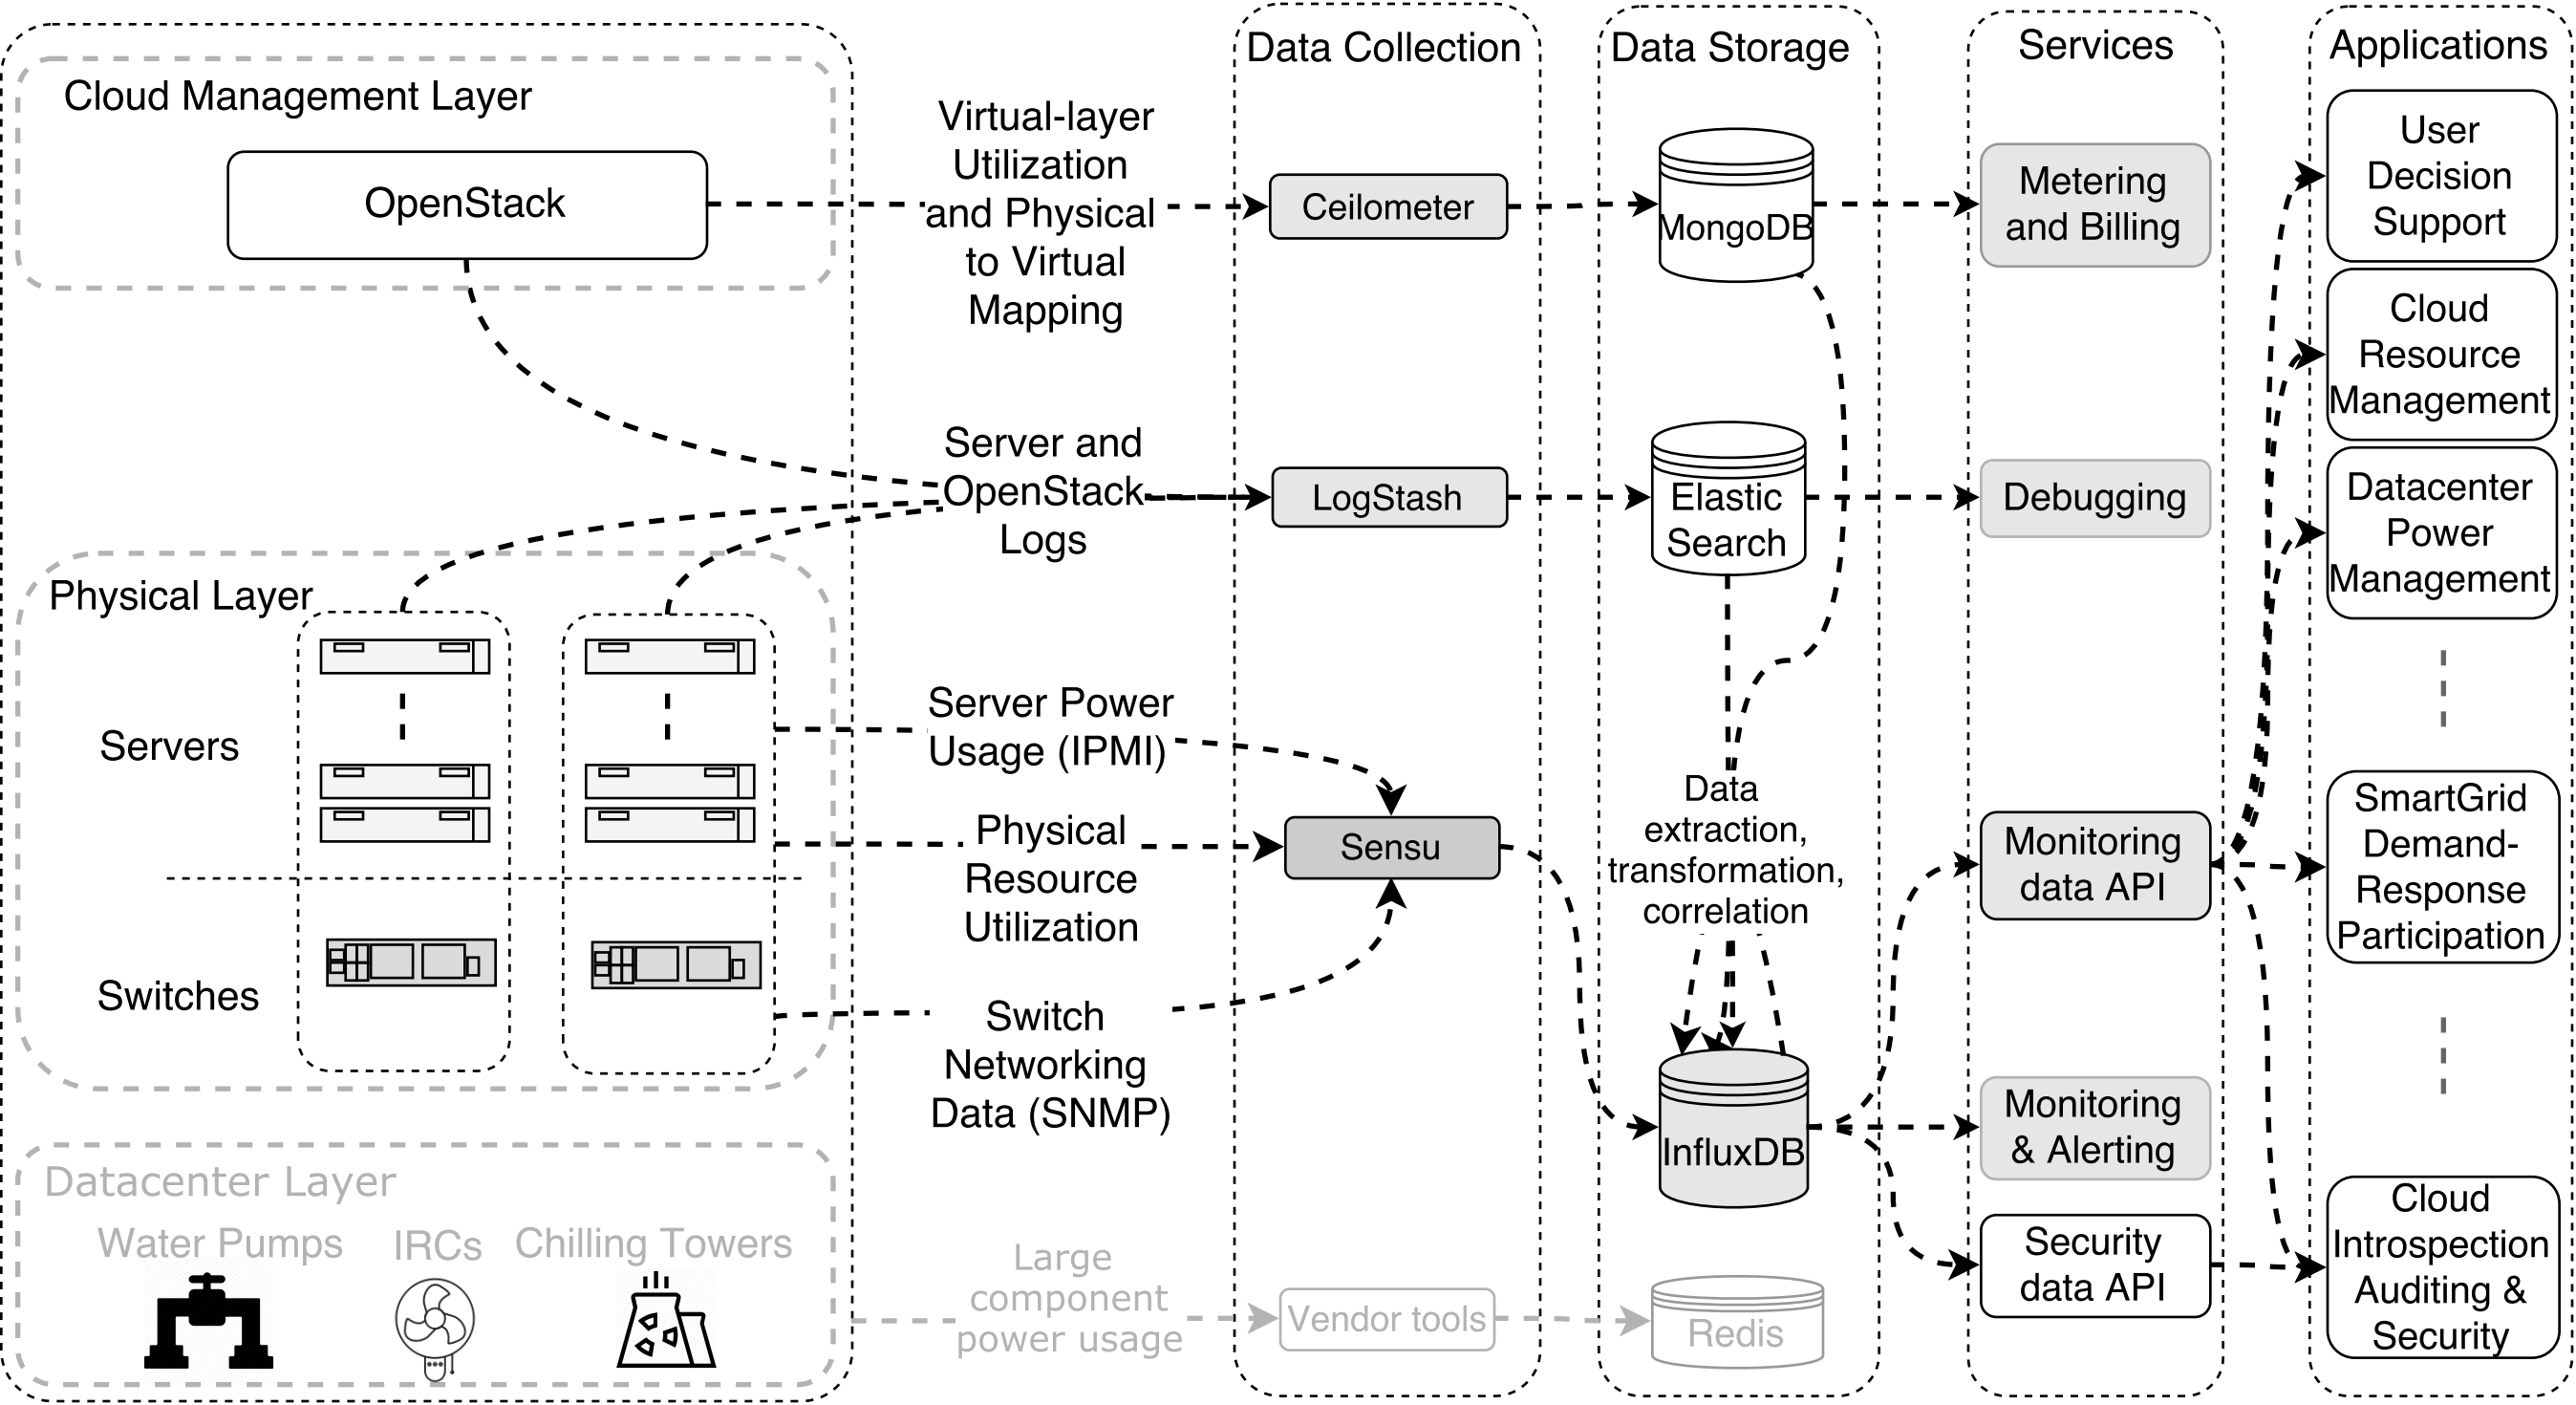 Cloud Management Layer
OpenStack
Physical Layer
Servers
Switches
Datacenter Layer
Water Pumps
IRCs
Chilling Towers
Virtual-layer
Utilization
and Physical
to Virtual
Mapping
Server and
OpenStack
Logs
Server Power
Usage (IPMI)
Physical
Resource
Utilization
Switch
Networking
Data (SNMP)
Large
component
power usage
Data Collection
Ceilometer
LogStash
Sensu
Vendor tools
Data Storage
MongoDB
Elastic
Search
Data
extraction,
transformation,
correlation
InfluxDB
Redis
Services
Metering
and Billing
Debugging
Monitoring
data API
Monitoring
& Alerting
Security
data API
Applications
User
Decision
Support
Cloud
Resource
Management
Datacenter
Power
Management
SmartGrid
Demand-
Response
Participation
Cloud
Introspection
Auditing &
Security